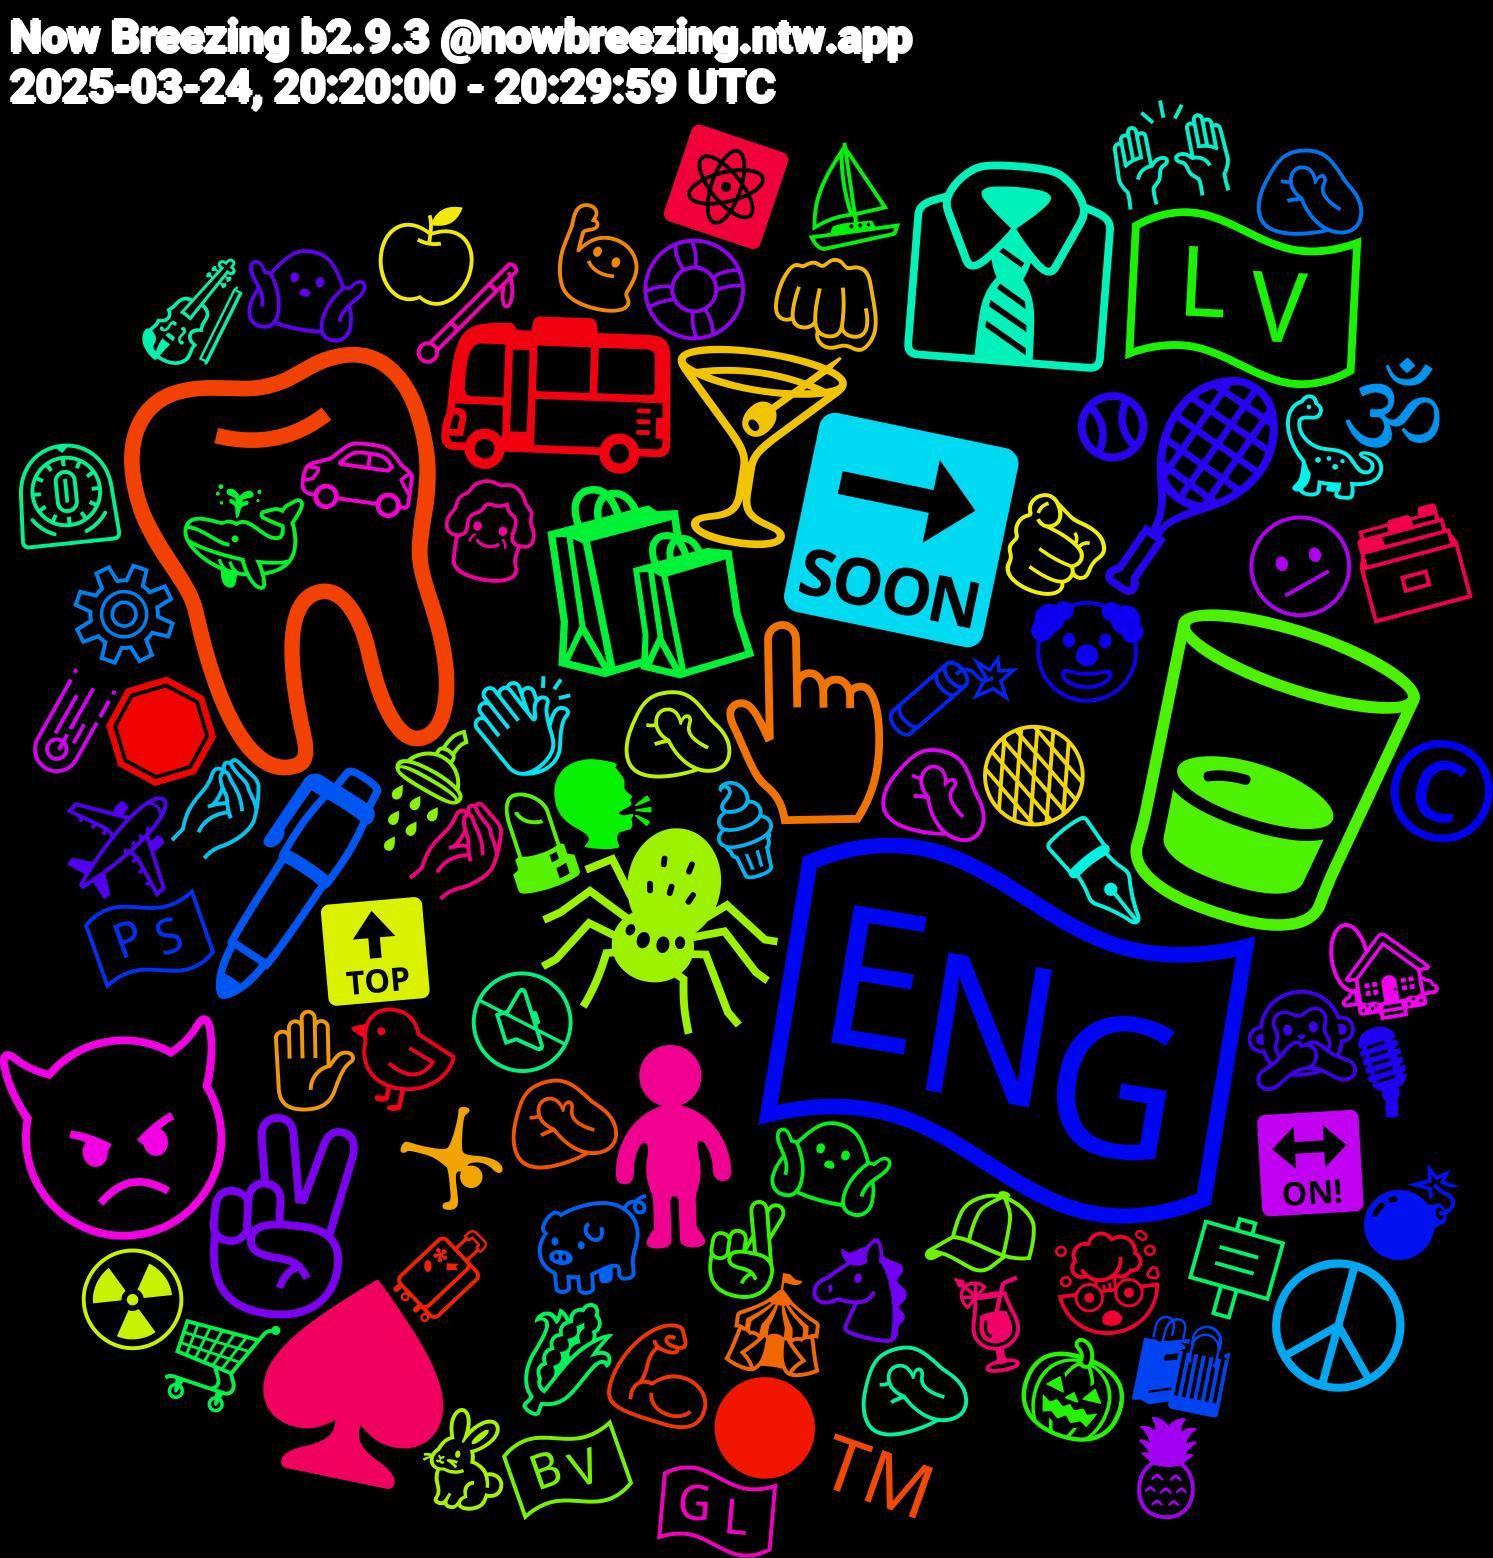 Now Breezing b2.9.3 @nowbreezing.ntw.app
2025-03-24, 20:20:00 - 20:29:59 UTC
LV
SOON
©
PS
TOP
ENG
ON!
BV
GL
TM
ॐ